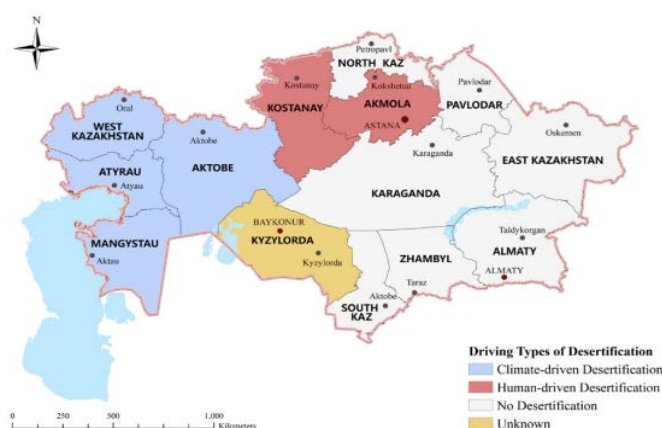 N
Petropavl
NORTH KAZ
Kostanay
Kokshetau
Pavlodar
KOSTANAY
AKMOLA
PAVLODAR
Oral
ASTANA
WEST
KAZAKHSTAN
Aktobe
Oskemen
Karaganda
EAST KAZAKHSTAN
AKTOBE
ATYRAU
Atyau
KARAGANDA
BAYKONUR
MANGYSTAU
KYZYLORDA
Taldykorgan
Aktau
Kyzylorda
ZHAMBYL
ALMATY
ALMATY
Taraz
SOUTH
KAZ
Aktobe
Driving Types of Desertification
Climate-driven Desertification
Human-driven Desertification
No Desertification
Unknown
0 250 500 1,000
Kilometers